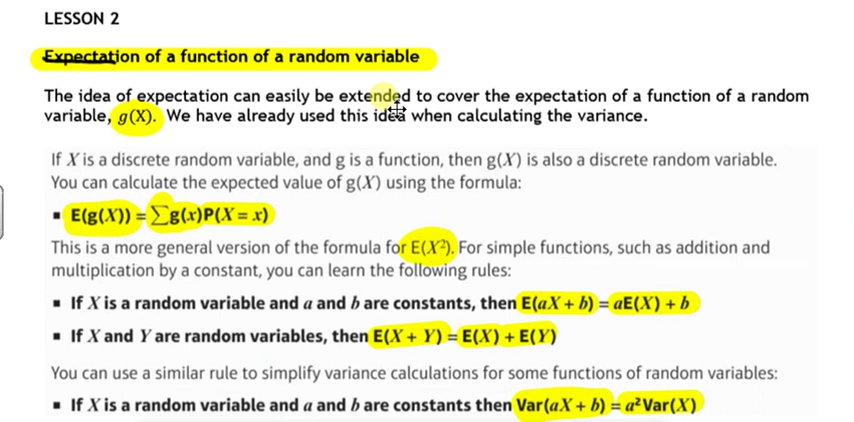 LESSON 2
Expectation of a function of a random variable
The idea of expectation can easily be extended to cover the expectation of a function of a random
variable, g(X). We have already used this idea when calculating the variance.
If X is a discrete random variable, and g is a function, then g(X) is also a discrete random variable.
You can calculate the expected value of g(X) using the formula:
▪ E(g(X)) = ∑g(x)P(X = x)
This is a more general version of the formula for E(X²). For simple functions, such as addition and
multiplication by a constant, you can learn the following rules:
▪ If X is a random variable and a and b are constants, then E(aX + b) = aE(X) + b
▪ If X and Y are random variables, then E(X + Y) = E(X) + E(Y)
You can use a similar rule to simplify variance calculations for some functions of random variables:
▪ If X is a random variable and a and b are constants then Var(aX + b) = a²Var(X)